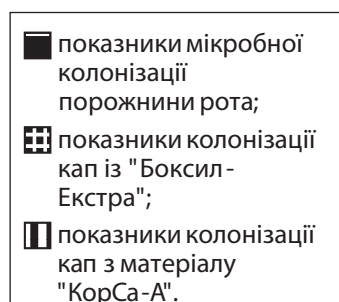 показники мікробної
колонізації
порожнини рота;
показники колонізації
кап із "Боксил-
Екстра";
показники колонізації
кап з матеріалу
"КорСа-А".